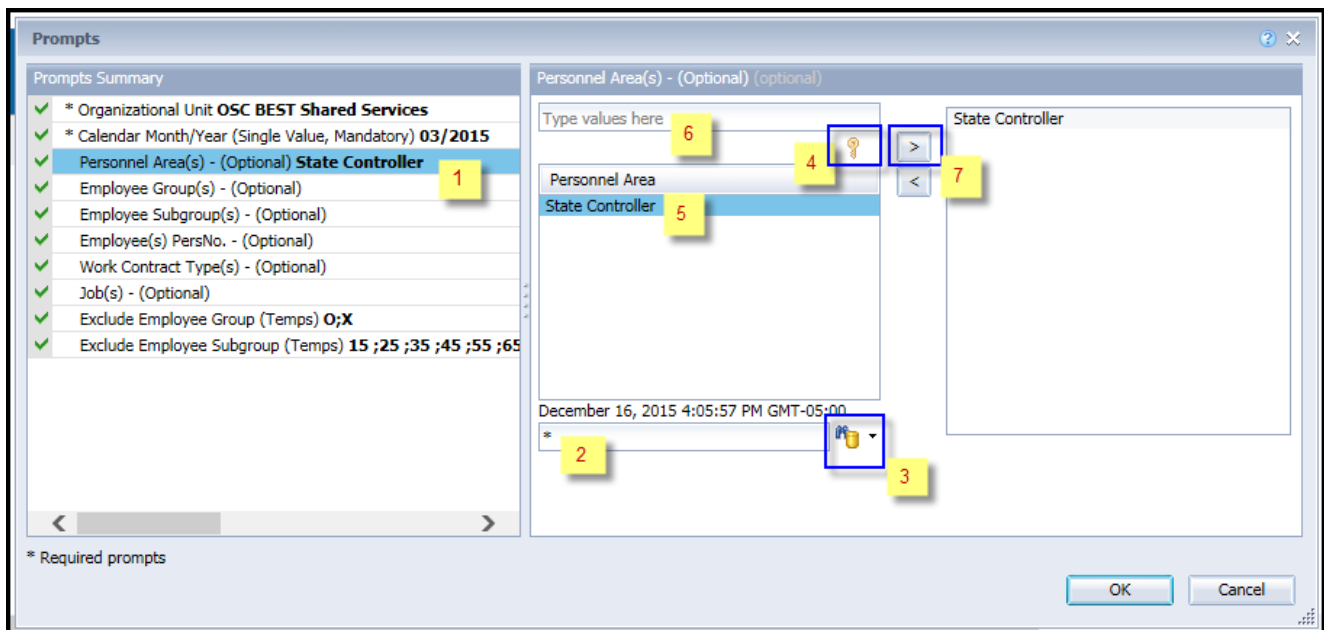 Prompts
Prompts Summary
* Organizational Unit OSC BEST Shared Services
* Calendar Month/Year (Single Value, Mandatory) 03/2015
Personnel Area(s) - (Optional) State Controller
1
Employee Group(s) - (Optional)
Employee Subgroup(s) - (Optional)
Employee(s) PersNo. - (Optional)
Work Contract Type(s) - (Optional)
Job(s) - (Optional)
Exclude Employee Group (Temps) O;X
Exclude Employee Subgroup (Temps) 15 ;25 ;35 ;45 ;55 ;65
* Required prompts
Personnel Area(s) - (Optional) (optional)
Type values here
6
4
>
<
7
Personnel Area
State Controller
5
December 16, 2015 4:05:57 PM GMT-05:00
*
2
3
State Controller
OK
Cancel